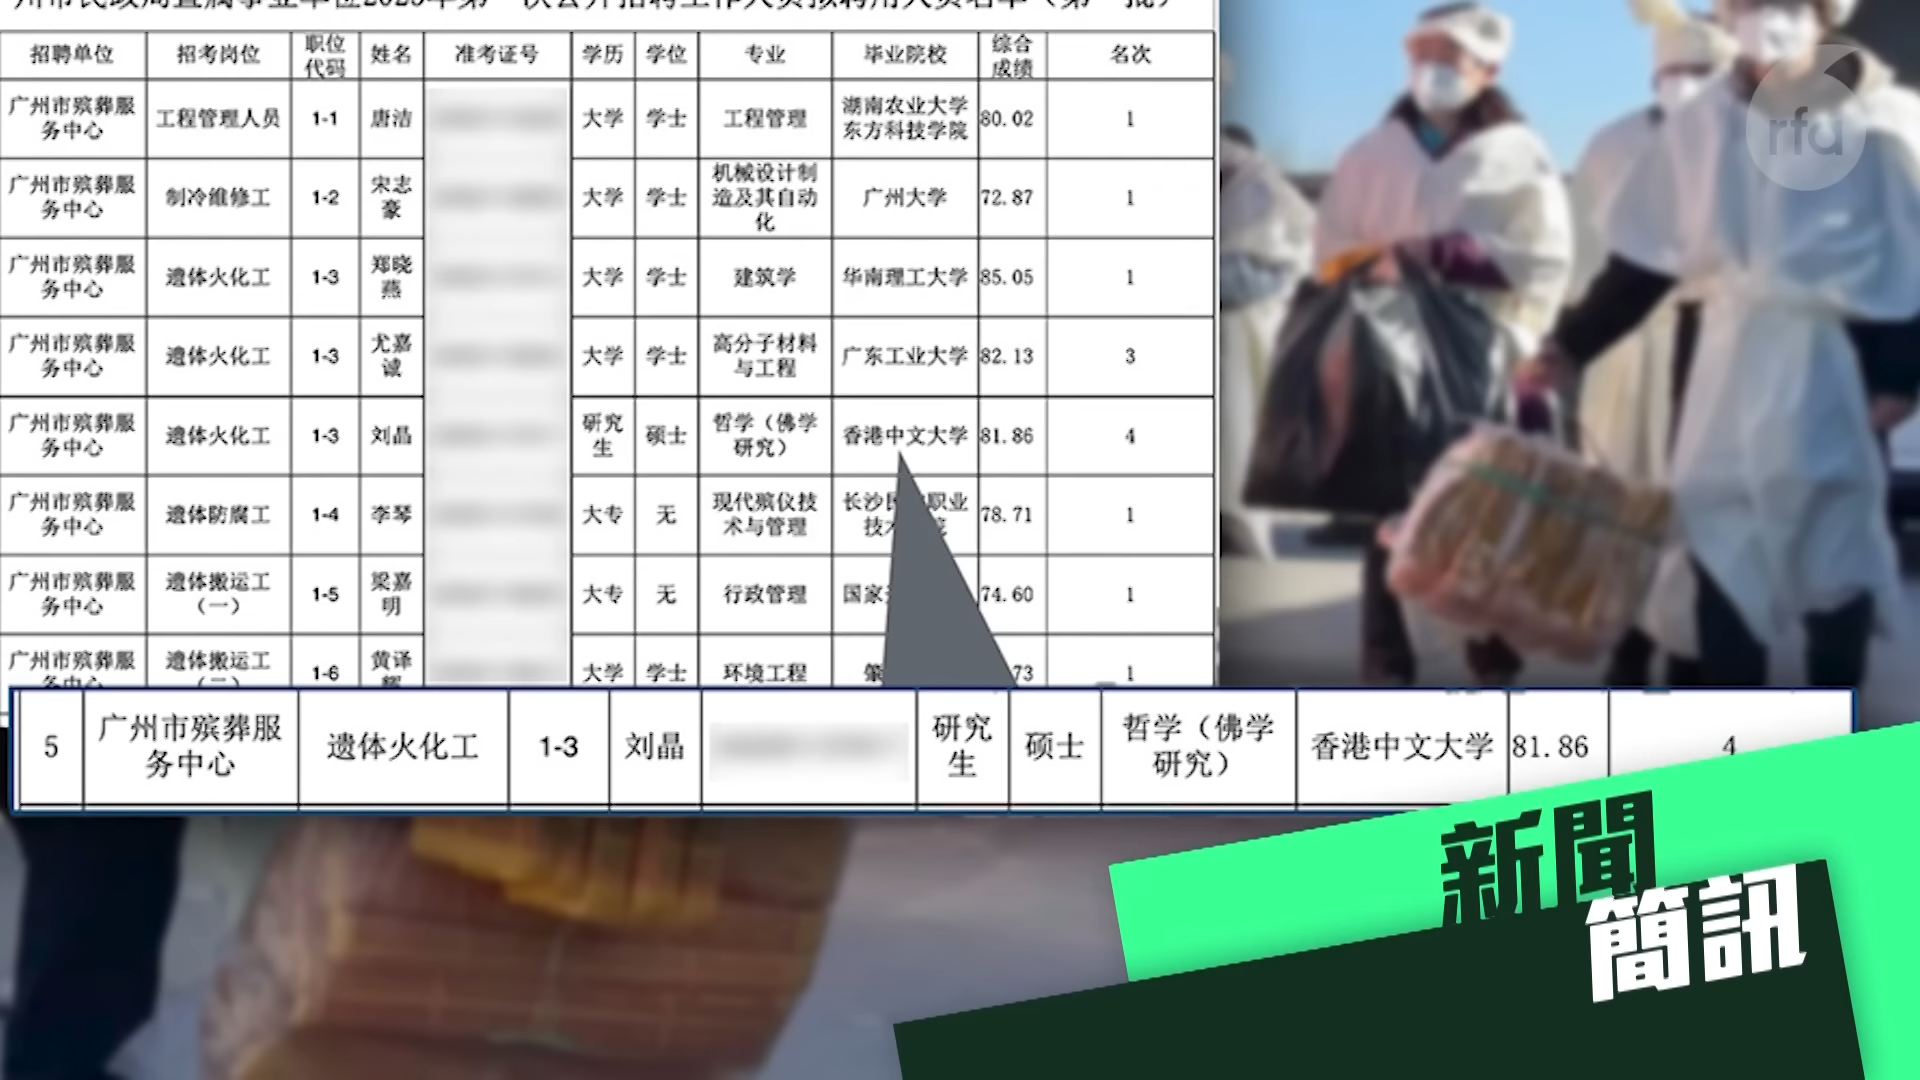 州市民政局直属事业单位2023年第一次公开招聘工作人员拟聘用人员名单（第一批）
招聘单位 招考岗位 职位代码 姓名 准考证号 学历 学位 专业 毕业院校 综合成绩 名次
广州市殡葬服务中心 工程管理人员 1-1 唐洁 大学 学士 工程管理 湖南农业大学东方科技学院 80.02 1
广州市殡葬服务中心 制冷维修工 1-2 宋志豪 大学 学士 机械设计制造及其自动化 广州大学 72.87 1
广州市殡葬服务中心 遗体火化工 1-3 郑晓燕 大学 学士 建筑学 华南理工大学 85.05 1
广州市殡葬服务中心 遗体火化工 1-3 尤嘉诚 大学 学士 高分子材料与工程 广东工业大学 82.13 3
广州市殡葬服务中心 遗体火化工 1-3 刘晶 研究生 硕士 哲学（佛学研究） 香港中文大学 81.86 4
广州市殡葬服务中心 遗体防腐工 1-4 李琴 大专 无 现代殡仪技术与管理 长沙民 职业技术 院 78.71 1
广州市殡葬服务中心 遗体搬运工（一） 1-5 梁嘉明 大专 无 行政管理 国家 74.60 1
广州市殡葬服务中心 遗体搬运工（二） 1-6 黄译辉 大学 学士 环境工程 肇 73 1
5 广州市殡葬服务中心 遗体火化工 1-3 刘晶 研究生 硕士 哲学（佛学研究） 香港中文大学 81.86 4
rfa
新聞
簡訊